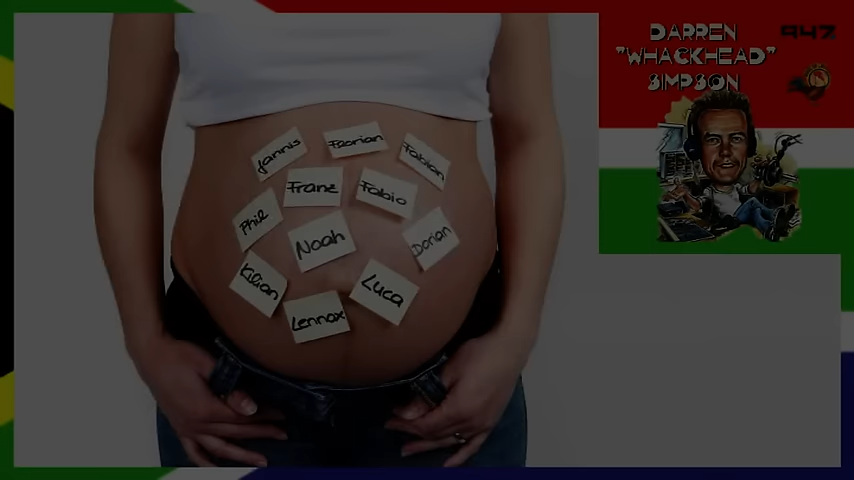 DARREN
"WHACKHEAD"
SIMPSON
947
Jannis
Florian
Fabian
Franz
Fabio
Phil
Noah
Dorian
Kilian
Luca
Lennox